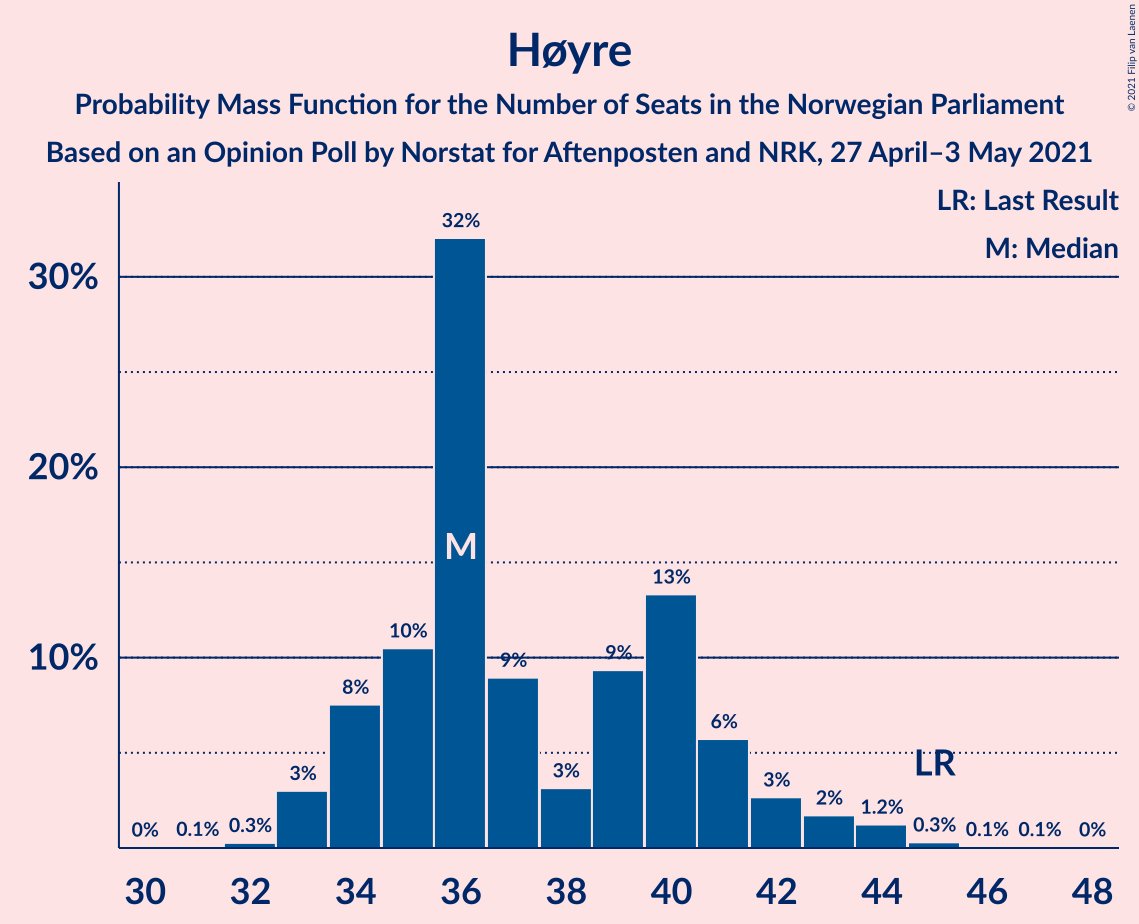 Høyre
Probability Mass Function for the Number of Seats in the Norwegian Parliament
Based on an Opinion Poll by Norstat for Aftenposten and NRK, 27 April–3 May 2021
© 2021 Filip van Laenen
LR: Last Result
M: Median
30%
20%
10%
0% 0.1% 0.3% 3% 8% 10% 32% 9% 3% 9% 13% 6% 3% 2% 1.2% 0.3% 0.1% 0.1% 0%
M
LR
30 32 34 36 38 40 42 44 46 48